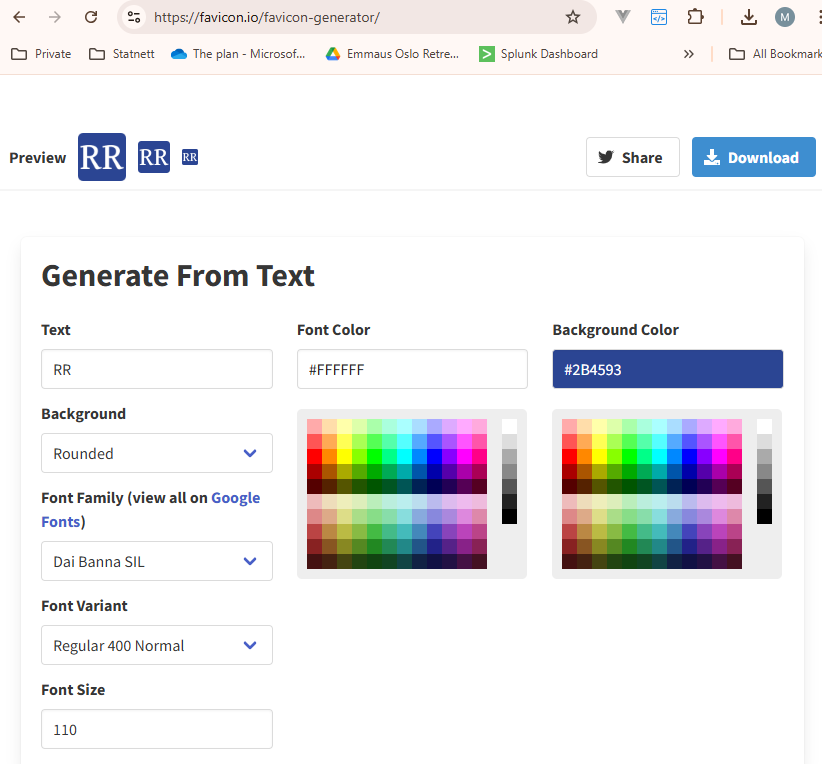 https://favicon.io/favicon-generator/
M
Private
Statnett
The plan - Microsof...
Emmaus Oslo Retre...
Splunk Dashboard
»
All Bookmark
Preview
RR
RR
RR
Share
Download
Generate From Text
Text
Font Color
Background Color
RR
#FFFFFF
#2B4593
Background
Rounded
Font Family (view all on Google
Fonts)
Dai Banna SIL
Font Variant
Regular 400 Normal
Font Size
110